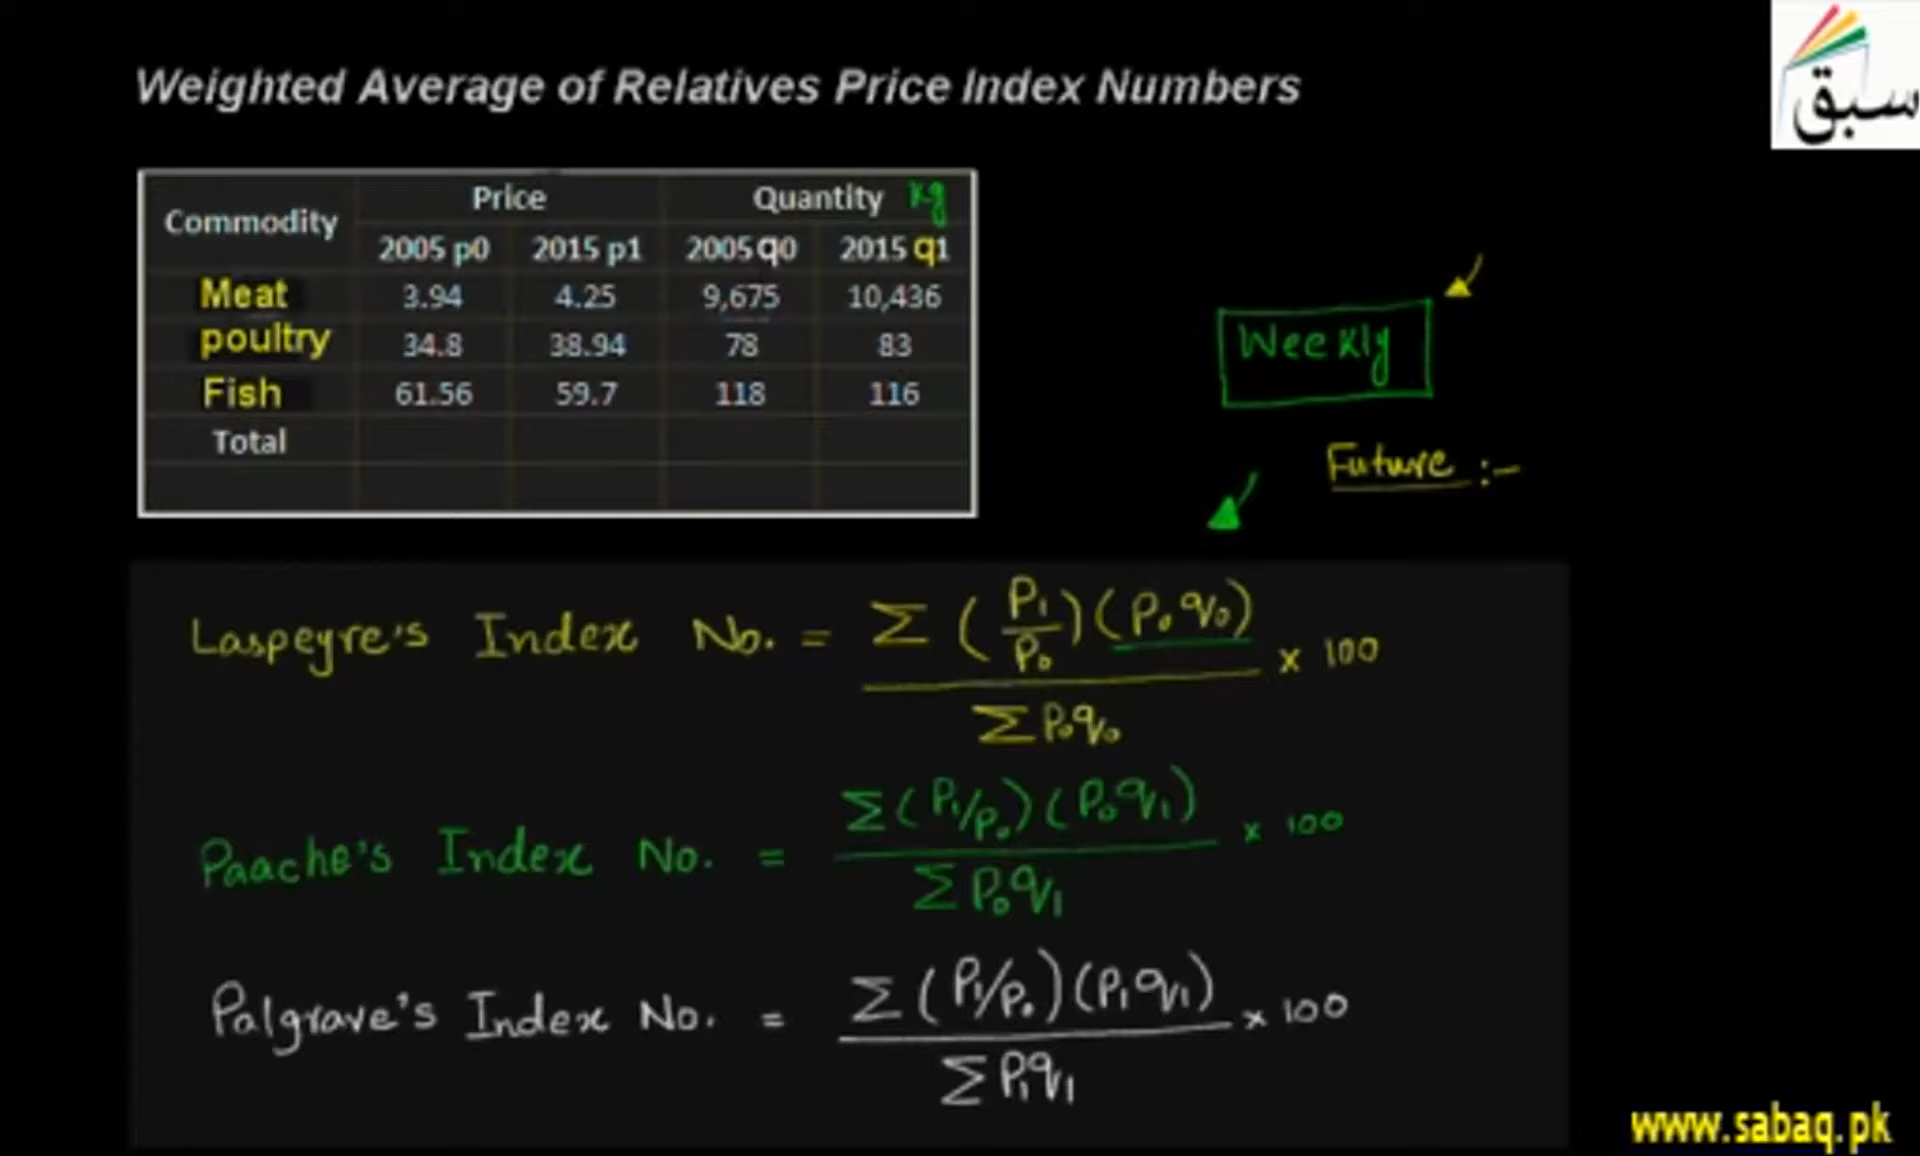 Weighted Average of Relatives Price Index Numbers
سبق
Commodity Price Quantity kg
2005 p0 2015 p1 2005 q0 2015 q1
Meat 3.94 4.25 9,675 10,436
poultry 34.8 38.94 78 83
Fish 61.56 59.7 118 116
Total
Weekly
Future :-
Laspeyre's Index No. = Σ (P₁/P₀) (P₀q₀) / Σ P₀q₀ × 100
Paache's Index No. = Σ (P₁/P₀) (P₀q₁) / Σ P₀q₁ × 100
Palgrave's Index No. = Σ (P₁/P₀) (P₁q₁) / Σ P₁q₁ × 100
www.sabaq.pk